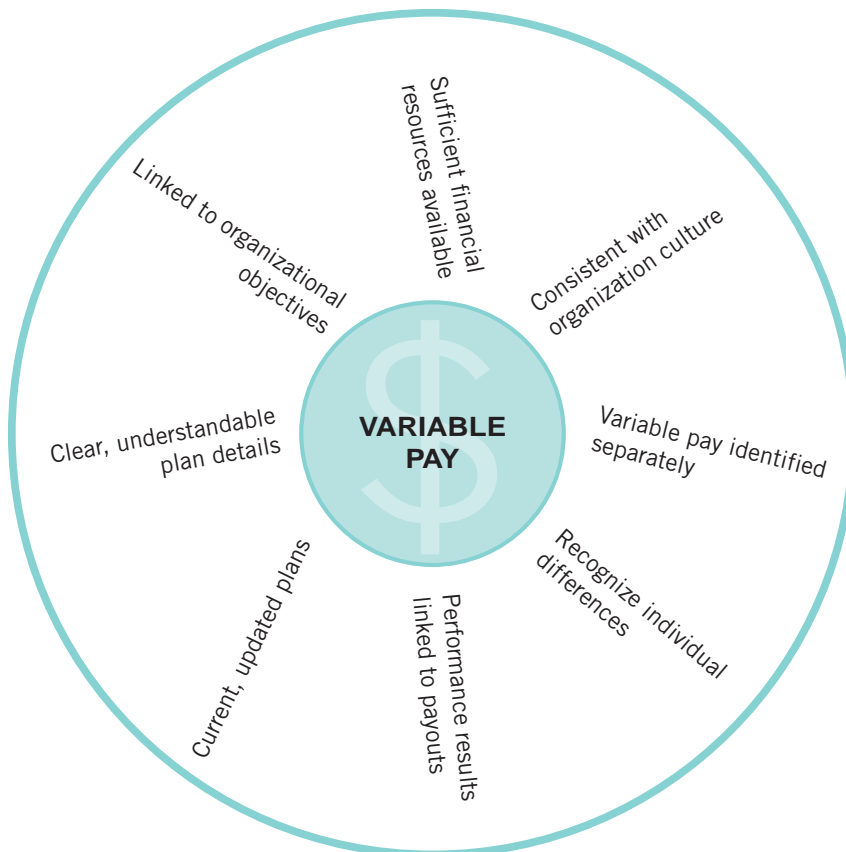 Sufficient financial
resources available
Consistent with
organization culture
Variable pay identified
separately
Recognize individual
differences
Performance results
linked to payouts
Current, updated plans
Clear, understandable
plan details
Linked to organizational
objectives
$
VARIABLE
PAY